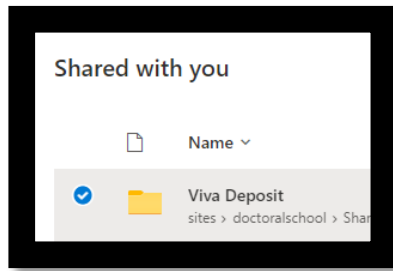 Shared with you
Name
Viva Deposit
sites › doctoralschool › Shar